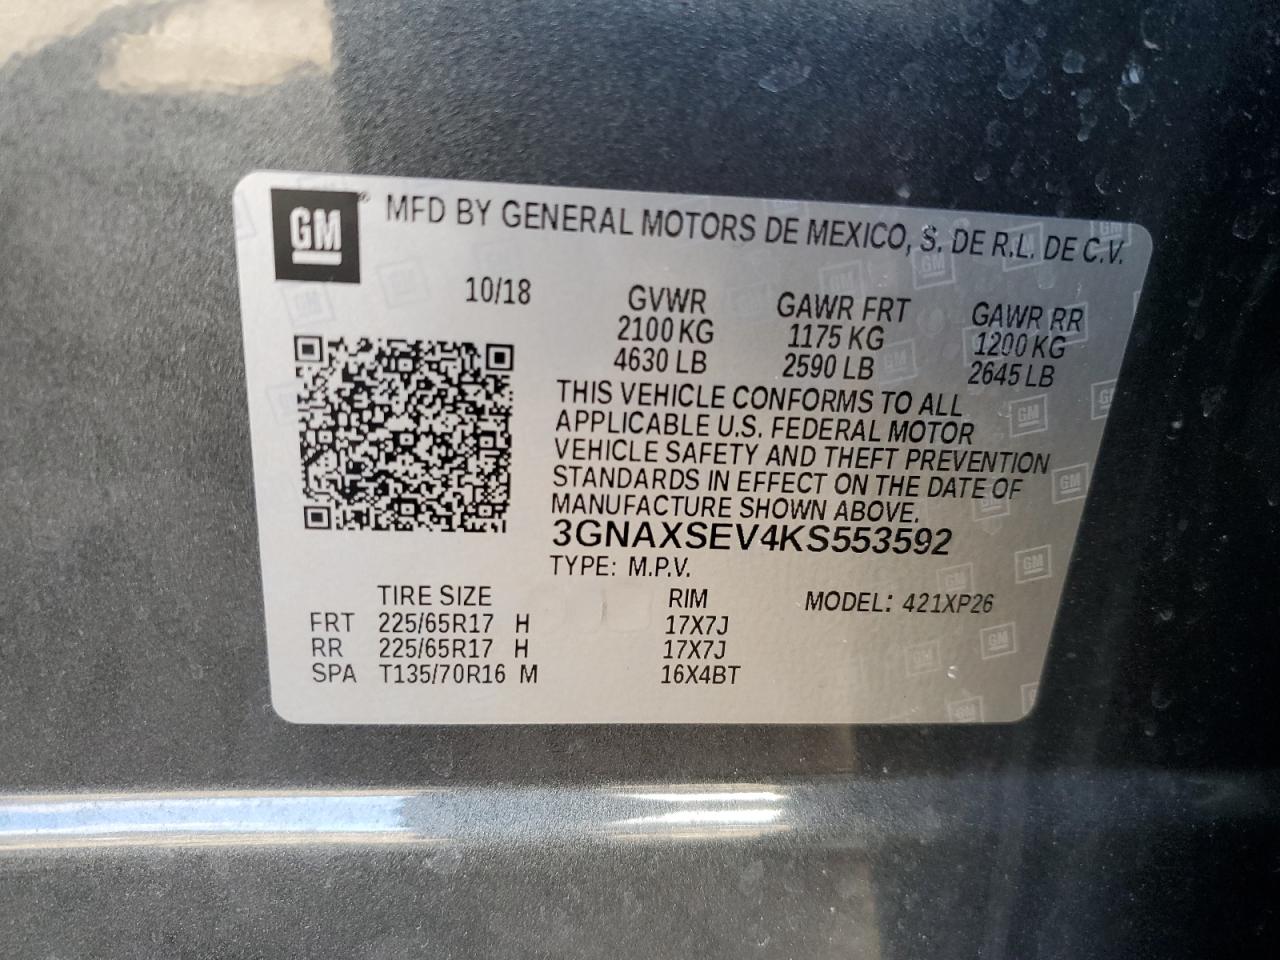 GM® MFD BY GENERAL MOTORS DE MEXICO, S. DE R.L. DE C.V.
10/18 GVWR GAWR FRT GAWR RR
2100 KG 1175 KG 1200 KG
4630 LB 2590 LB 2645 LB
THIS VEHICLE CONFORMS TO ALL
APPLICABLE U.S. FEDERAL MOTOR
VEHICLE SAFETY AND THEFT PREVENTION
STANDARDS IN EFFECT ON THE DATE OF
MANUFACTURE SHOWN ABOVE.
3GNAXSEV4KS553592
TYPE: M.P.V.
TIRE SIZE RIM MODEL: 421XP26
FRT 225/65R17 H 17X7J
RR 225/65R17 H 17X7J
SPA T135/70R16 M 16X4BT